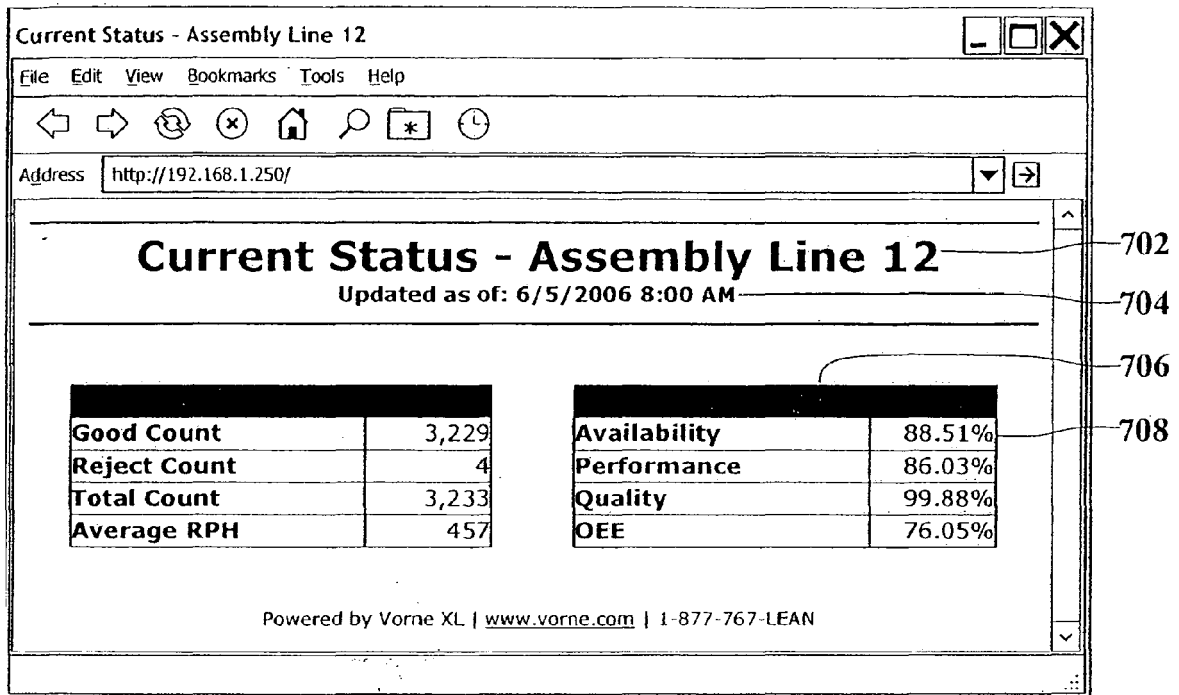 Current Status - Assembly Line 12
File Edit View Bookmarks Tools Help
Address http://192.168.1.250/
Current Status - Assembly Line 12
702
Updated as of: 6/5/2006 8:00 AM
704
706
Good Count 3,229
Reject Count 4
Total Count 3,233
Average RPH 457
Availability 88.51%
708
Performance 86.03%
Quality 99.88%
OEE 76.05%
Powered by Vorne XL | www.vorne.com | 1-877-767-LEAN